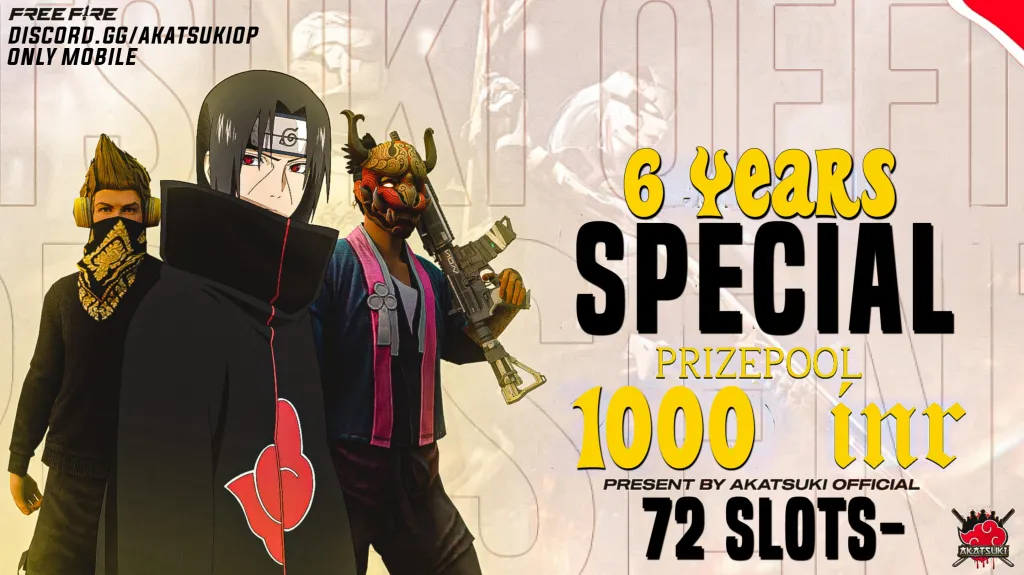 FREE FIRE
DISCORD.GG/AKATSUKIOP
ONLY MOBILE
6 YeaRS
SPECIAL
PRIZEPOOL
1000 inr
PRESENT BY AKATSUKI OFFICIAL
72 SLOTS-
AKATSUKI